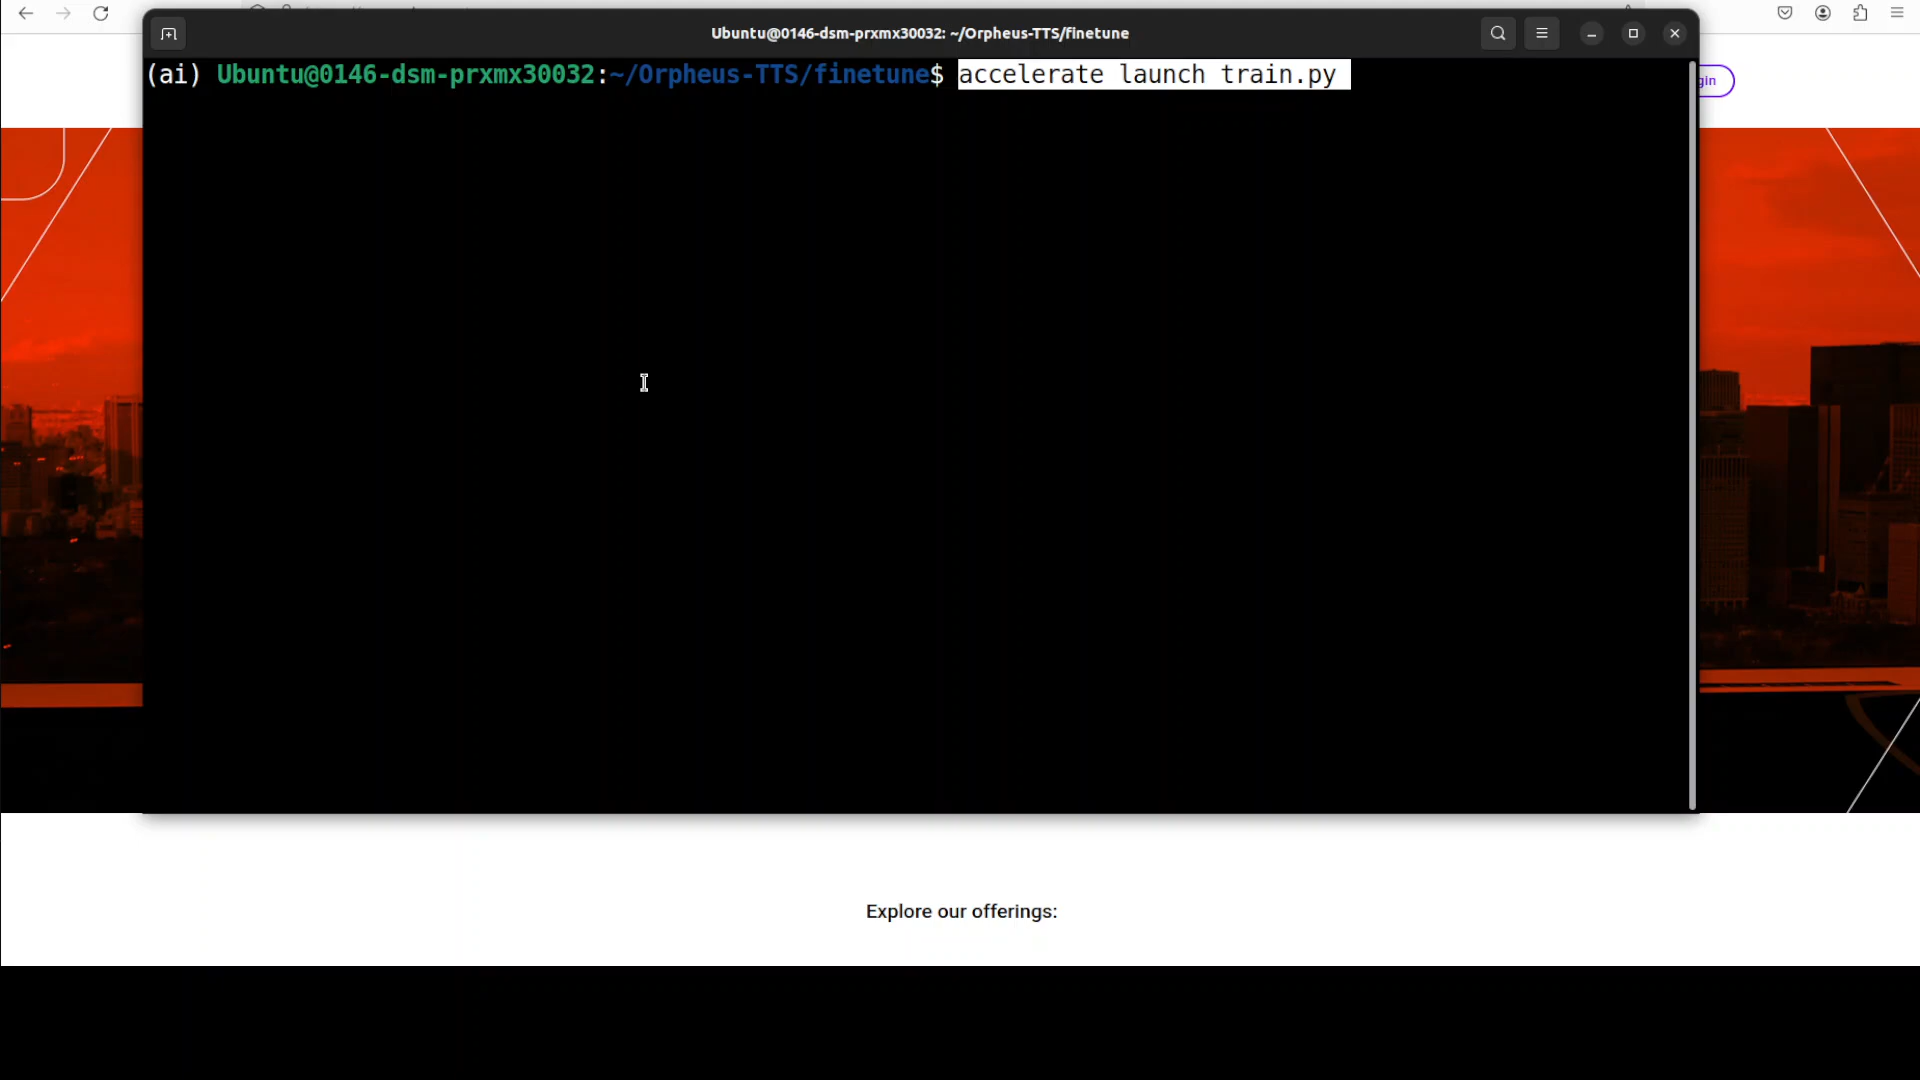 Ubuntu@0146-dsm-prxmx30032: ~/Orpheus-TTS/finetune
(ai) Ubuntu@0146-dsm-prxmx30032:~/Orpheus-TTS/finetune$ accelerate launch train.py
gin
Explore our offerings: